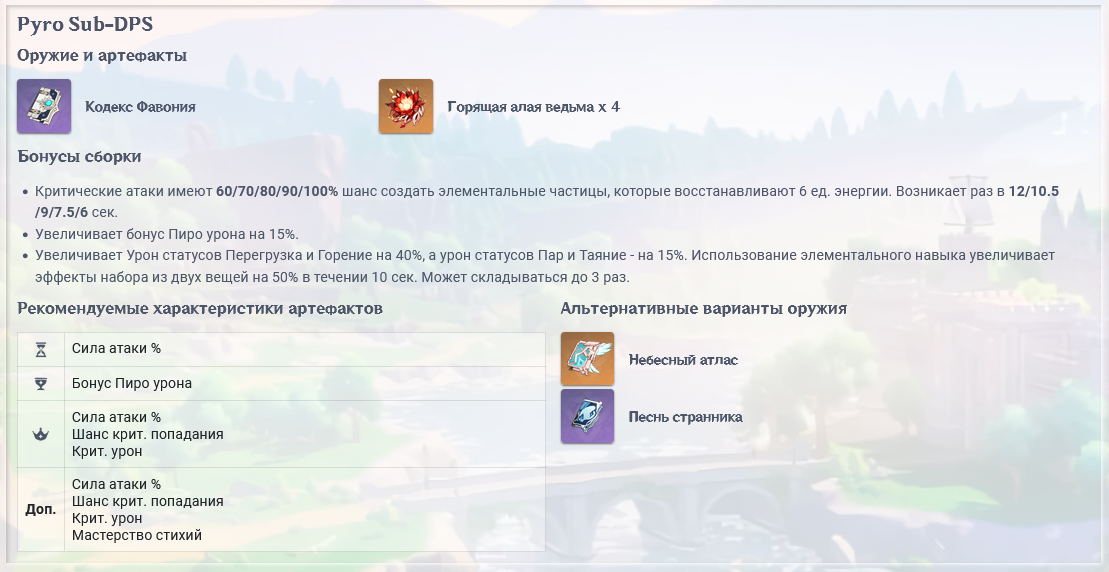 Pyro Sub-DPS
Оружие и артефакты
Кодекс Фавония
Горящая алая ведьма x 4
Бонусы сборки
• Критические атаки имеют 60/70/80/90/100% шанс создать элементальные частицы, которые восстанавливают 6 ед. энергии. Возникает раз в 12/10.5
/9/7.5/6 сек.
• Увеличивает бонус Пиро урона на 15%.
• Увеличивает Урон статусов Перегрузка и Горение на 40%, а урон статусов Пар и Таяние - на 15%. Использование элементального навыка увеличивает
эффекты набора из двух вещей на 50% в течении 10 сек. Может складываться до 3 раз.
Рекомендуемые характеристики артефактов
Сила атаки %
Бонус Пиро урона
Сила атаки %
Шанс крит. попадания
Крит. урон
Доп.
Сила атаки %
Шанс крит. попадания
Крит. урон
Мастерство стихий
Альтернативные варианты оружия
Небесный атлас
Песнь странника